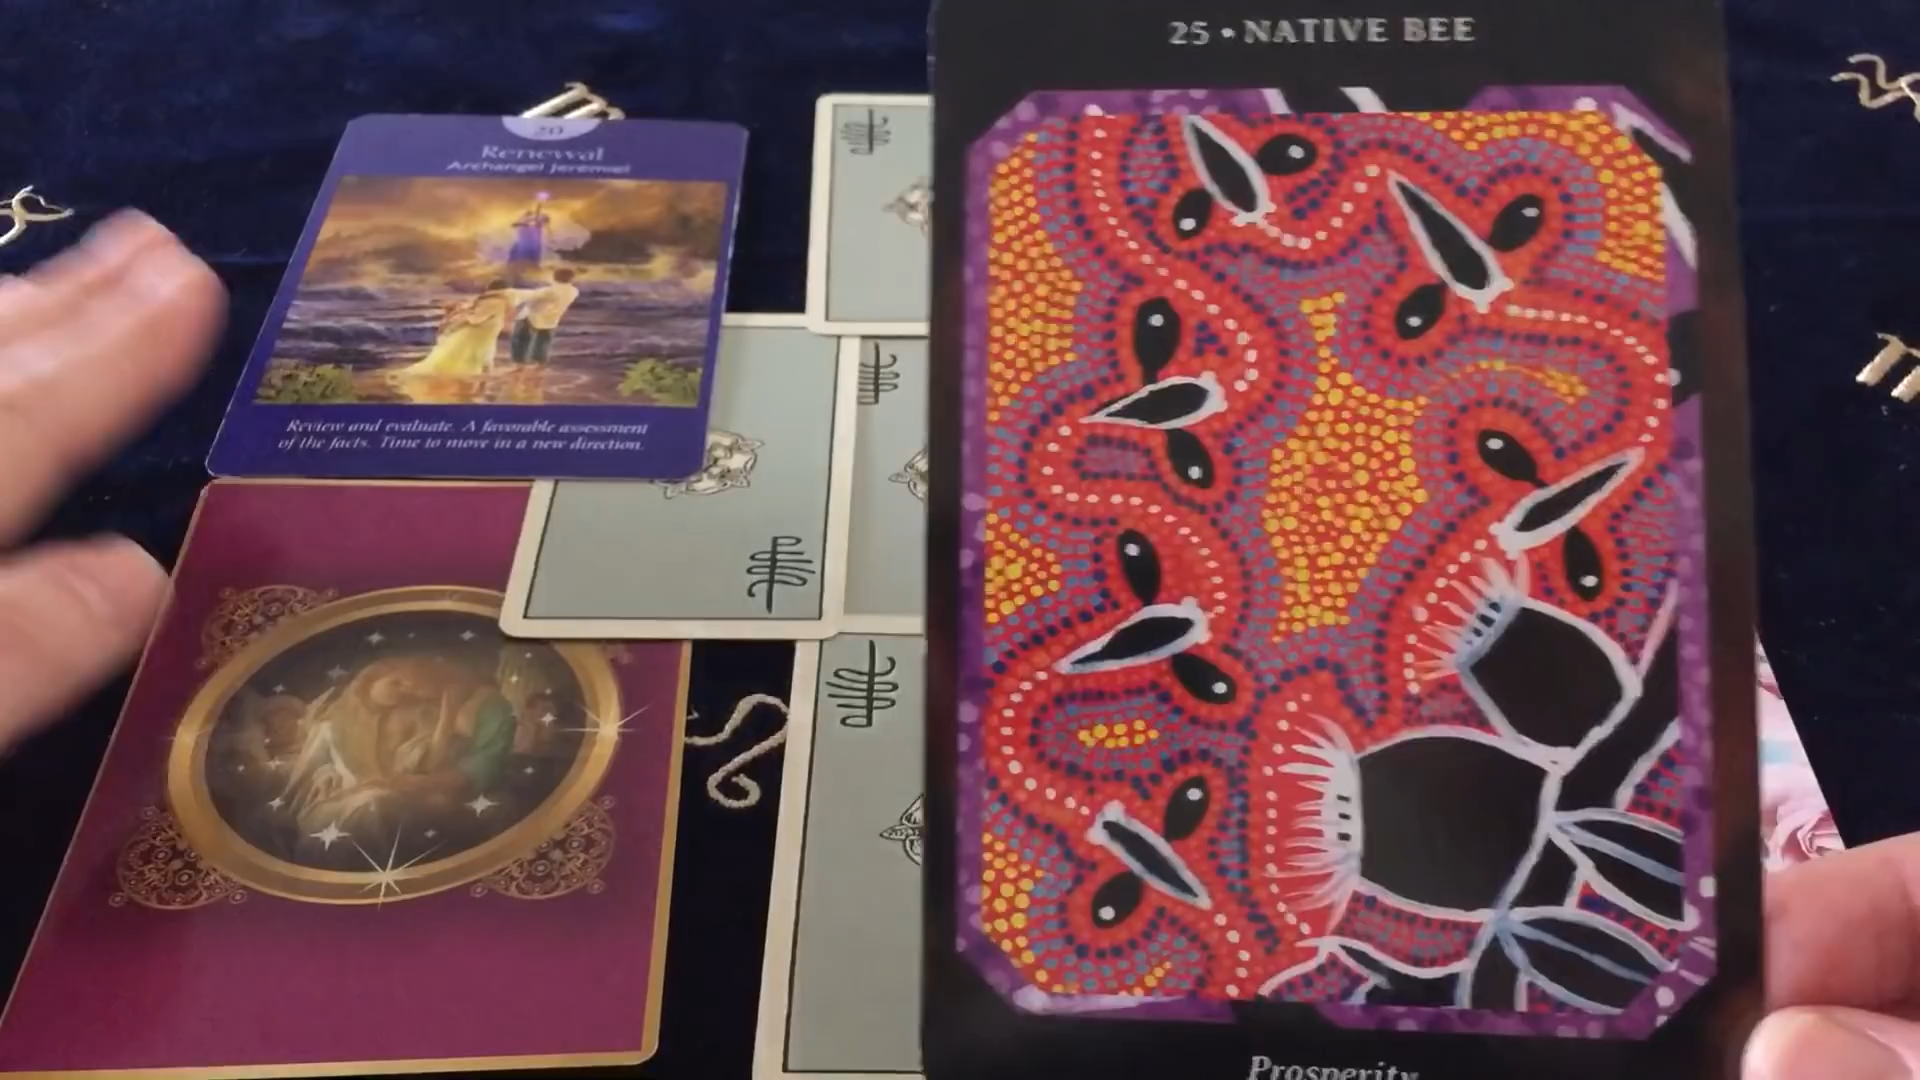 25 • NATIVE BEE
20
Renewal
Archangel Jeremiel
Review and evaluate. A favorable assessment
of the facts. Time to move in a new direction.
Prosperity